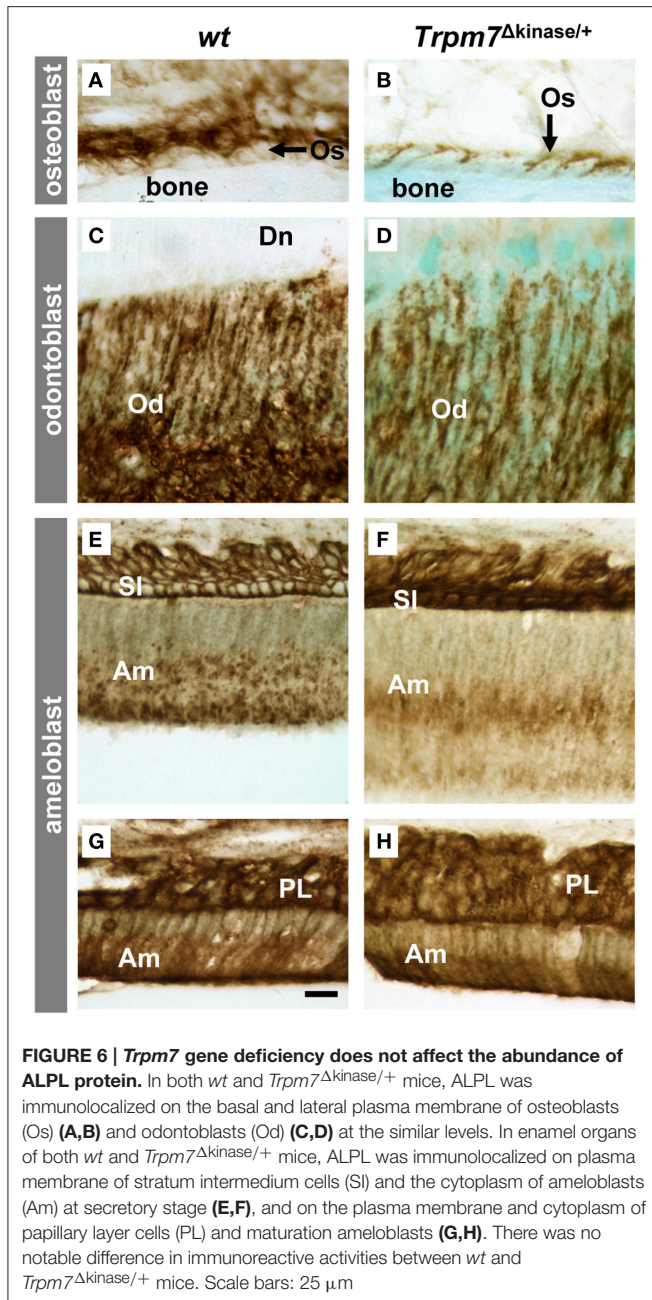 wt
Trpm7Δkinase/+
osteoblast
A
Os
bone
B
Os
bone
odontoblast
C
Dn
Od
D
Od
ameloblast
E
SI
Am
F
SI
Am
G
PL
Am
H
PL
Am
FIGURE 6 | Trpm7 gene deficiency does not affect the abundance of
ALPL protein. In both wt and Trpm7Δkinase/+ mice, ALPL was
immunolocalized on the basal and lateral plasma membrane of osteoblasts
(Os) (A,B) and odontoblasts (Od) (C,D) at the similar levels. In enamel organs
of both wt and Trpm7Δkinase/+ mice, ALPL was immunolocalized on plasma
membrane of stratum intermedium cells (SI) and the cytoplasm of ameloblasts
(Am) at secretory stage (E,F), and on the plasma membrane and cytoplasm of
papillary layer cells (PL) and maturation ameloblasts (G,H). There was no
notable difference in immunoreactive activities between wt and
Trpm7Δkinase/+ mice. Scale bars: 25 μm